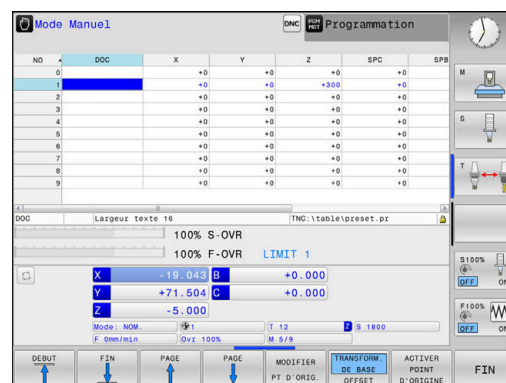 Mode Manuel
DNC
PGM MGT
Programmation
NO DOC X Y Z SPC SPB
0 +0 +0 +0 +0
1 +0 +0 +300 +0
2 +0 +0 +0 +0
3 +0 +0 +0 +0
4 +0 +0 +0 +0
5 +0 +0 +0 +0
6 +0 +0 +0 +0
7 +0 +0 +0 +0
8 +0 +0 +0 +0
9 +0 +0 +0 +0
DOC Largeur texte 16 TNC:\table\preset.pr
100% S-OVR
100% F-OVR LIMIT 1
X -19.043 B +0.000
Y +71.504 C +0.000
Z -5.000
Mode: NOM. 1 T 12 Z S 1800
F 0mm/min Ovr 100% M 5/9
M
S
T
S100%
OFF ON
F100%
OFF ON
DEBUT
FIN
PAGE
PAGE
MODIFIER
PT D'ORIG.
TRANSFORM.
DE BASE
OFFSET
ACTIVER
POINT
D'ORIGINE
FIN